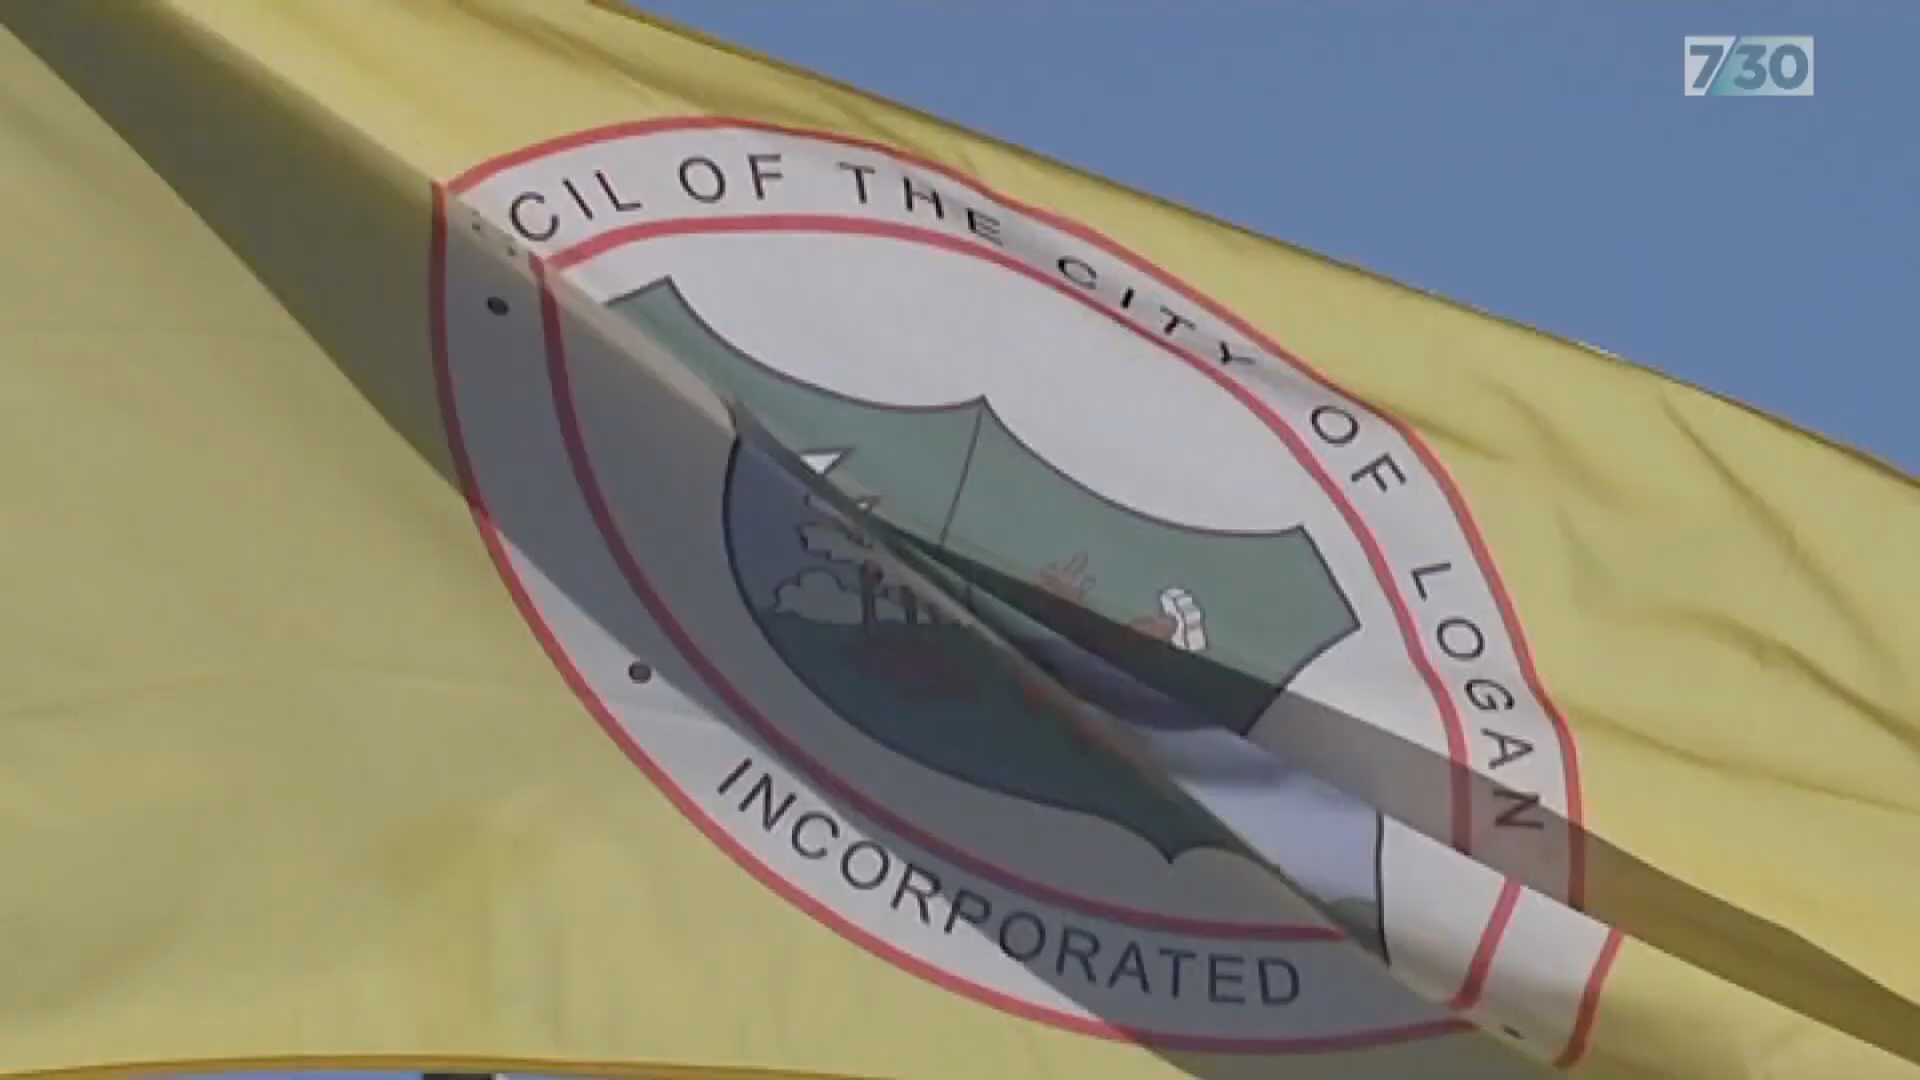 7/30
CIL OF THE CITY OF LOGAN
INCORPORATED